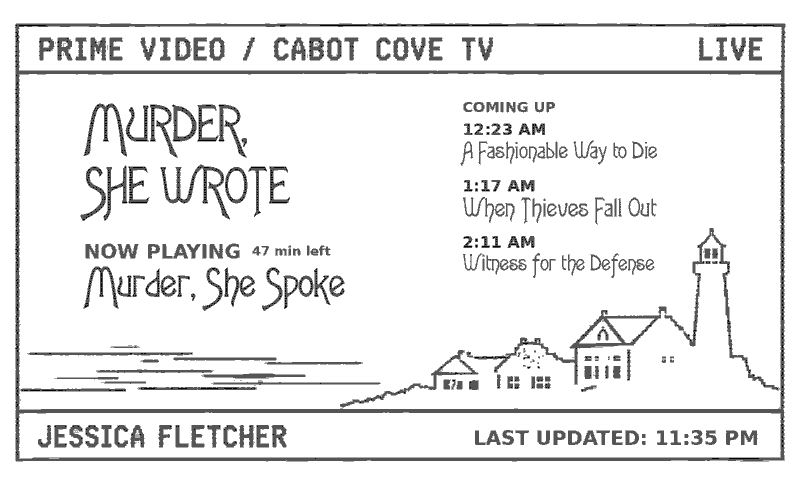 PRIME VIDEO / CABOT COVE TV LIVE
MURDER,
SHE WROTE
NOW PLAYING 47 min left
Murder, She Spoke
COMING UP
12:23 AM
A Fashionable Way to Die
1:17 AM
When Thieves Fall Out
2:11 AM
Witness for the Defense
JESSICA FLETCHER LAST UPDATED: 11:35 PM